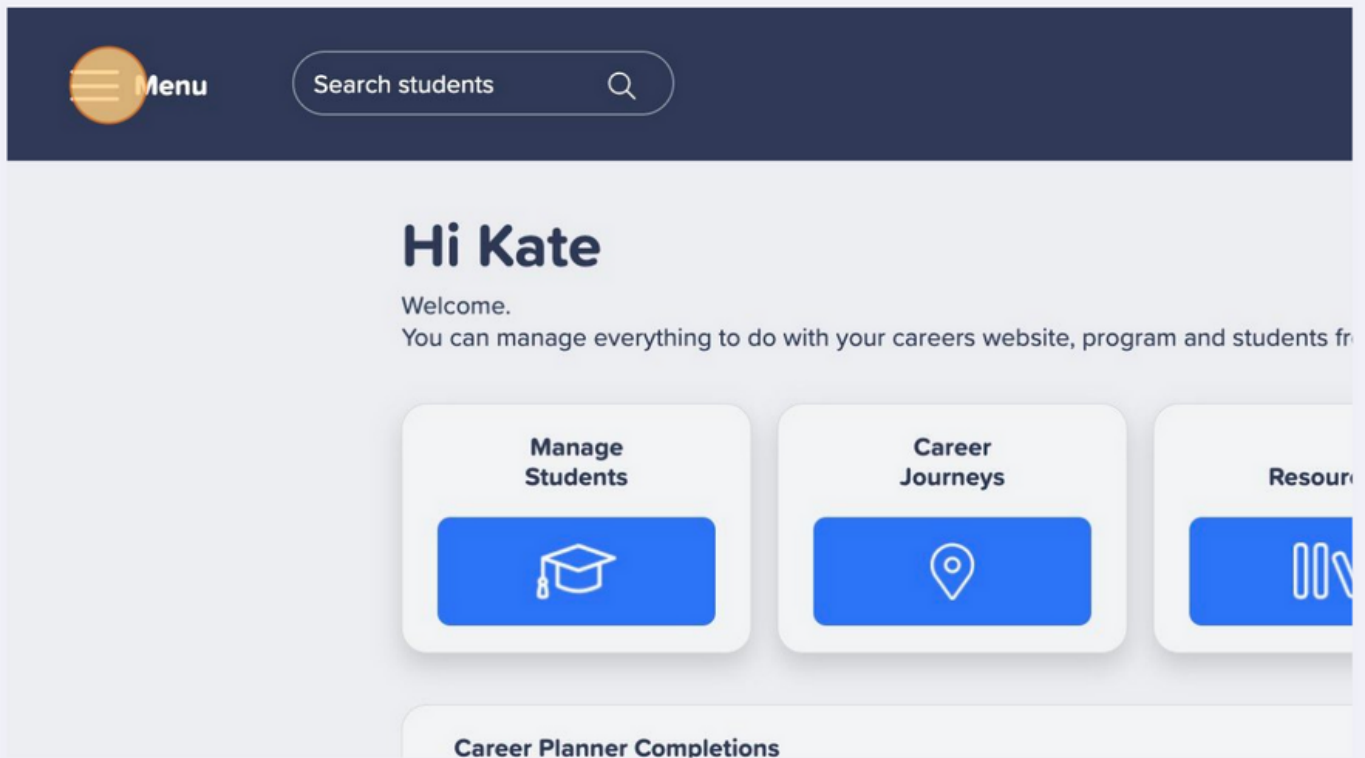 Menu
Search students
Hi Kate
Welcome.
You can manage everything to do with your careers website, program and students
Manage
Students
Career
Journeys
Career Planner Completions